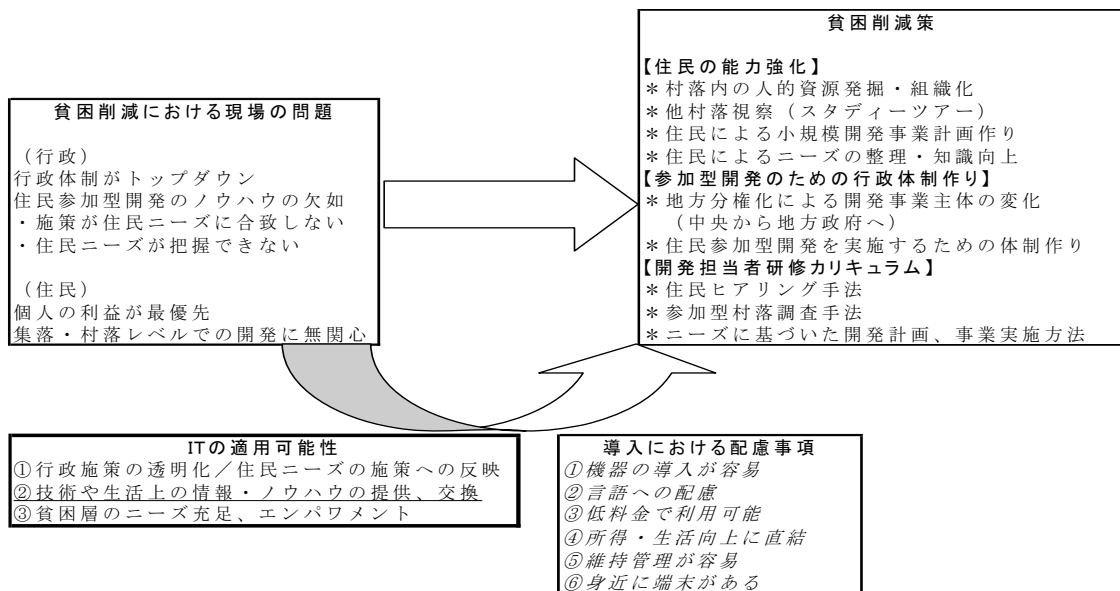 貧困削減における現場の問題
（行政）
行政体制がトップダウン
住民参加型開発のノウハウの欠如
・施策が住民ニーズに合致しない
・住民ニーズが把握できない
（住民）
個人の利益が最優先
集落・村落レベルでの開発に無関心
貧困削減策
【住民の能力強化】
＊村落内の人的資源発掘・組織化
＊他村落視察（スタディーツアー）
＊住民による小規模開発事業計画作り
＊住民によるニーズの整理・知識向上
【参加型開発のための行政体制作り】
＊地方分権化による開発事業主体の変化
（中央から地方政府へ）
＊住民参加型開発を実施するための体制作り
【開発担当者研修カリキュラム】
＊住民ヒアリング手法
＊参加型村落調査手法
＊ニーズに基づいた開発計画、事業実施方法
ITの適用可能性
①行政施策の透明化／住民ニーズの施策への反映
②技術や生活上の情報・ノウハウの提供、交換
③貧困層のニーズ充足、エンパワメント
導入における配慮事項
①機器の導入が容易
②言語への配慮
③低料金で利用可能
④所得・生活向上に直結
⑤維持管理が容易
⑥身近に端末がある